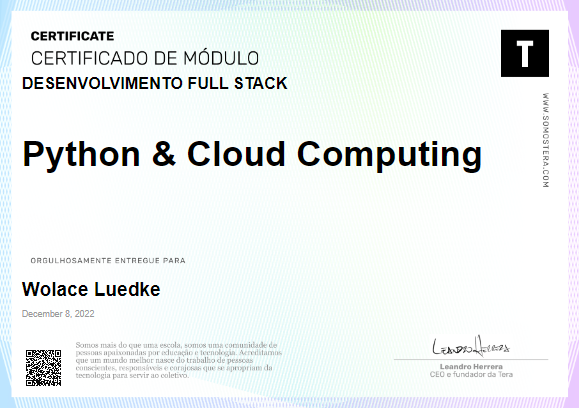 CERTIFICATE
CERTIFICADO DE MÓDULO
DESENVOLVIMENTO FULL STACK
T
WWW.SOMOSTERA.COM
Python & Cloud Computing
ORGULHOSAMENTE ENTREGUE PARA
Wolace Luedke
December 8, 2022
Somos mais do que uma escola, somos uma comunidade de
pessoas apaixonadas por educação e tecnologia. Acreditamos
que um mundo melhor nasce do trabalho de pessoas
conscientes, responsáveis e corajosas que se apropriam da
tecnologia para servir ao coletivo.
Leandro Herrera
Leandro Herrera
CEO e fundador da Tera